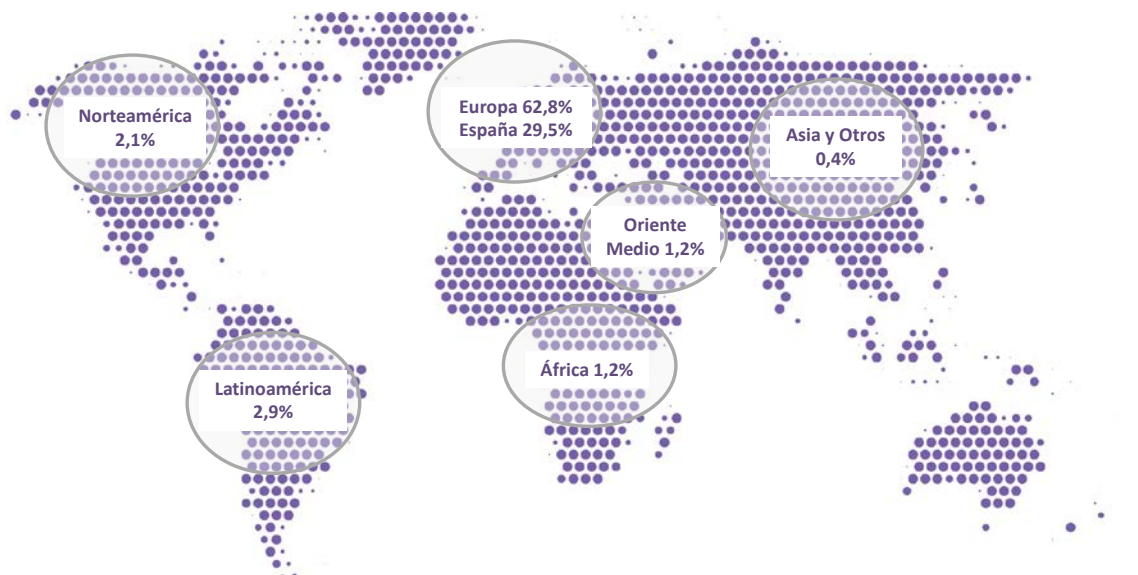 Norteamérica
2,1%
Europa 62,8%
España 29,5%
Asia y Otros
0,4%
Oriente
Medio 1,2%
África 1,2%
Latinoamérica
2,9%